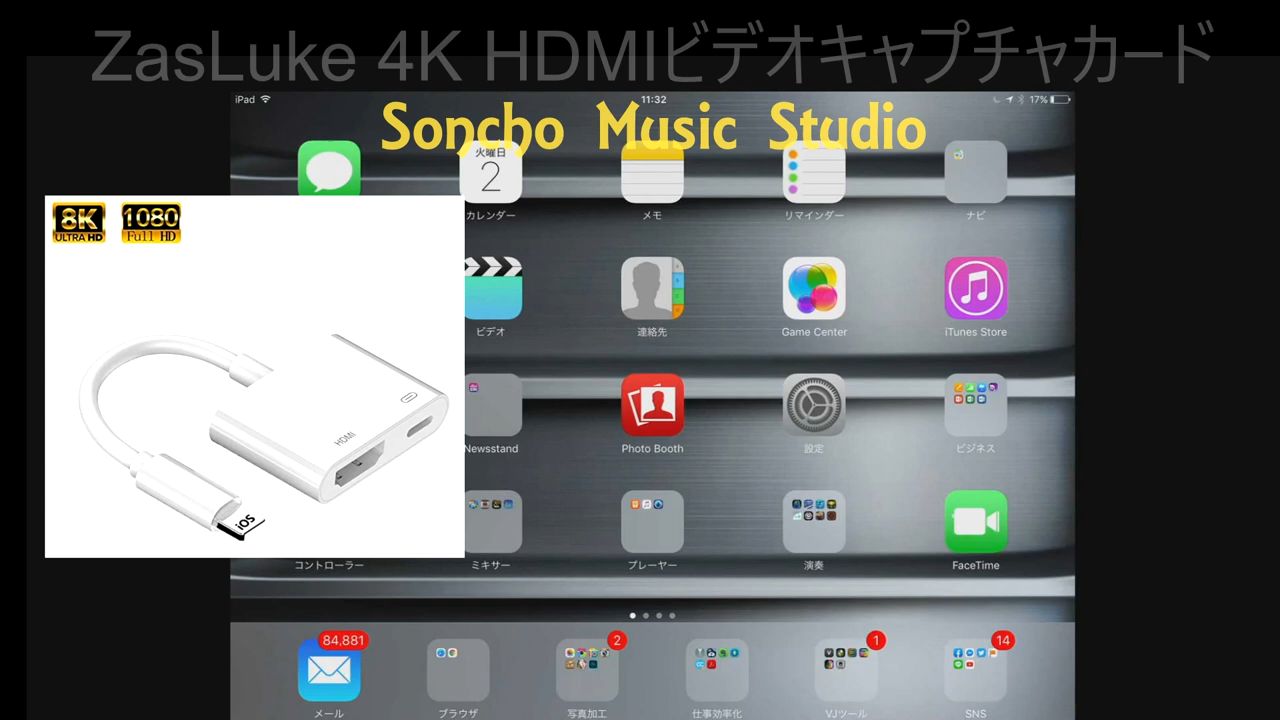 ZasLuke 4K HDMIビデオキャプチャカード
iPad
11:32
17%
Soncho Music Studio
火曜日
2
カレンダー
メモ
リマインダー
ナビ
8K
ULTRA HD
1080
Full HD
ビデオ
連絡先
Game Center
iTunes Store
Newsstand
Photo Booth
設定
ビジネス
HDMI
iOS
コントローラー
ミキサー
プレーヤー
演奏
FaceTime
84,881
2
1
14
メール
ブラウザ
写真加工
仕事効率化
VJツール
SNS